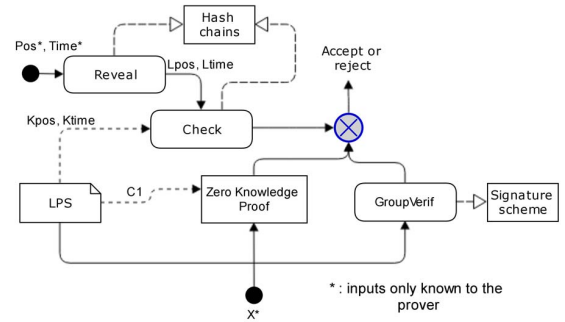 Hash
chains
Pos*, Time*
Reveal
Lpos, Ltime
Accept or
reject
Kpos, Ktime
Check
LPS
C1
Zero Knowledge
Proof
GroupVerif
Signature
scheme
X*
* : inputs only known to the
prover